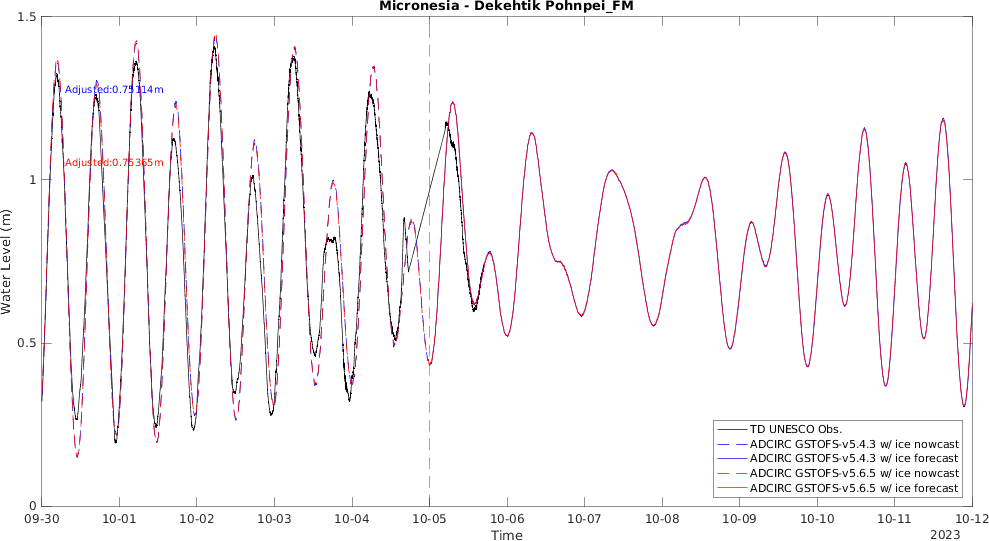 Micronesia - Dekehtik Pohnpei_FM
1.5
Adjusted:0.75114m
Adjusted:0.75365m
1
Water Level (m)
0.5
TD UNESCO Obs.
ADCIRC GSTOFS-v5.4.3 w/ ice nowcast
ADCIRC GSTOFS-v5.4.3 w/ ice forecast
ADCIRC GSTOFS-v5.6.5 w/ ice nowcast
ADCIRC GSTOFS-v5.6.5 w/ ice forecast
0
09-30 10-01 10-02 10-03 10-04 10-05 10-06 10-07 10-08 10-09 10-10 10-11 10-12
Time
2023